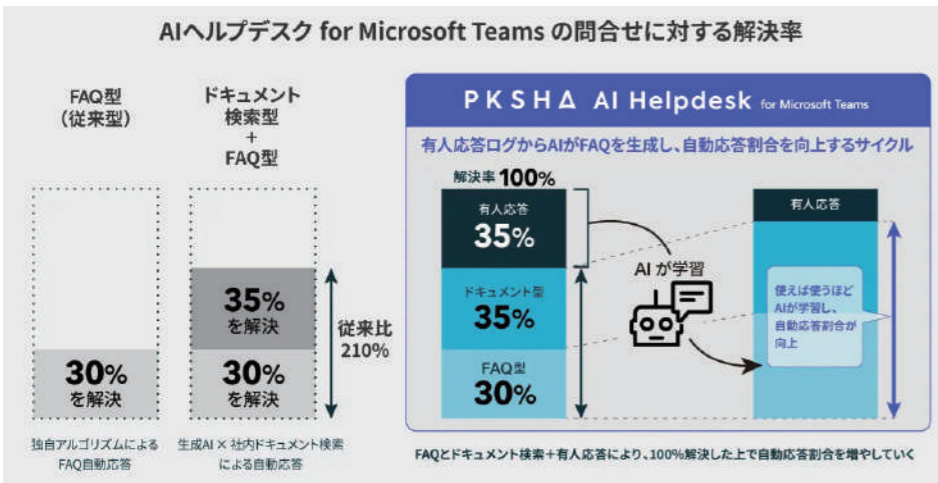 AIヘルプデスク for Microsoft Teams の問合せに対する解決率
FAQ型
（従来型）
30%
を解決
独自アルゴリズムによる
FAQ自動応答
ドキュメント
検索型
+
FAQ型
35%
を解決
30%
を解決
従来比
210%
生成AI × 社内ドキュメント検索
による自動応答
PKSHA AI Helpdesk for Microsoft Teams
有人応答ログからAIがFAQを生成し、自動応答割合を向上するサイクル
解決率 100%
有人応答
35%
ドキュメント型
35%
FAQ型
30%
AI が学習
有人応答
使えば使うほど
AIが学習し、
自動応答割合が
向上
FAQとドキュメント検索＋有人応答により、100%解決した上で自動応答割合を増やしていく